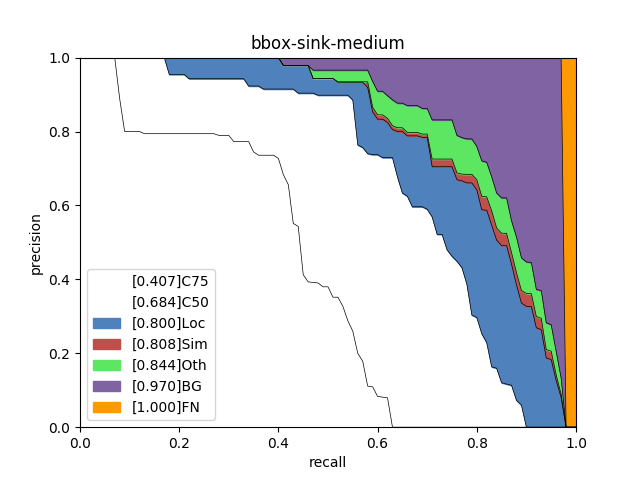 bbox-sink-medium
precision
1.0
0.8
0.6
0.4
0.2
0.0
[0.407]C75
[0.684]C50
[0.800]Loc
[0.808]Sim
[0.844]Oth
[0.970]BG
[1.000]FN
0.0 0.2 0.4 0.6 0.8 1.0
recall